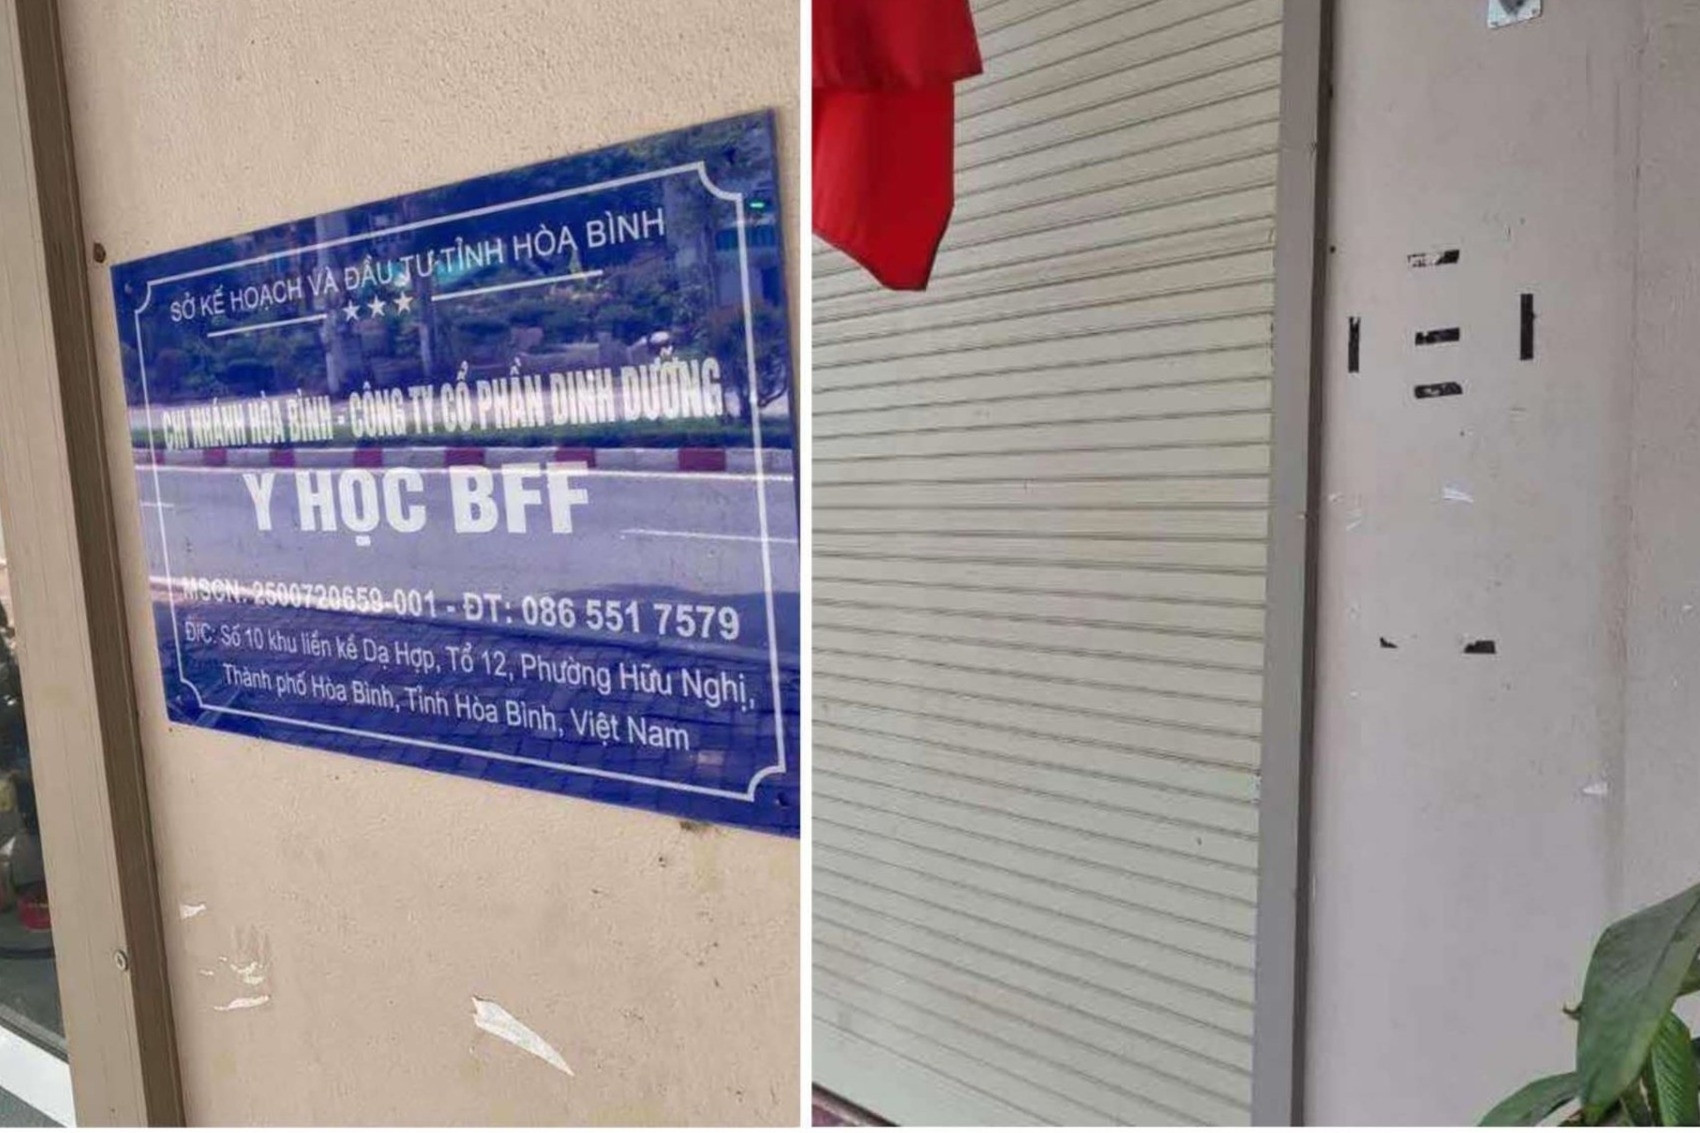 SỞ KẾ HOẠCH VÀ ĐẦU TƯ TỈNH HÒA BÌNH
CHI NHÁNH HÒA BÌNH - CÔNG TY CỔ PHẦN DINH DƯỠNG
Y HỌC BFF
MSCN: 2500720659-001 - ĐT: 086 551 7579
Đ/C: Số 10 khu liền kề Dạ Hợp, Tổ 12, Phường Hữu Nghị,
Thành phố Hòa Bình, Tỉnh Hòa Bình, Việt Nam